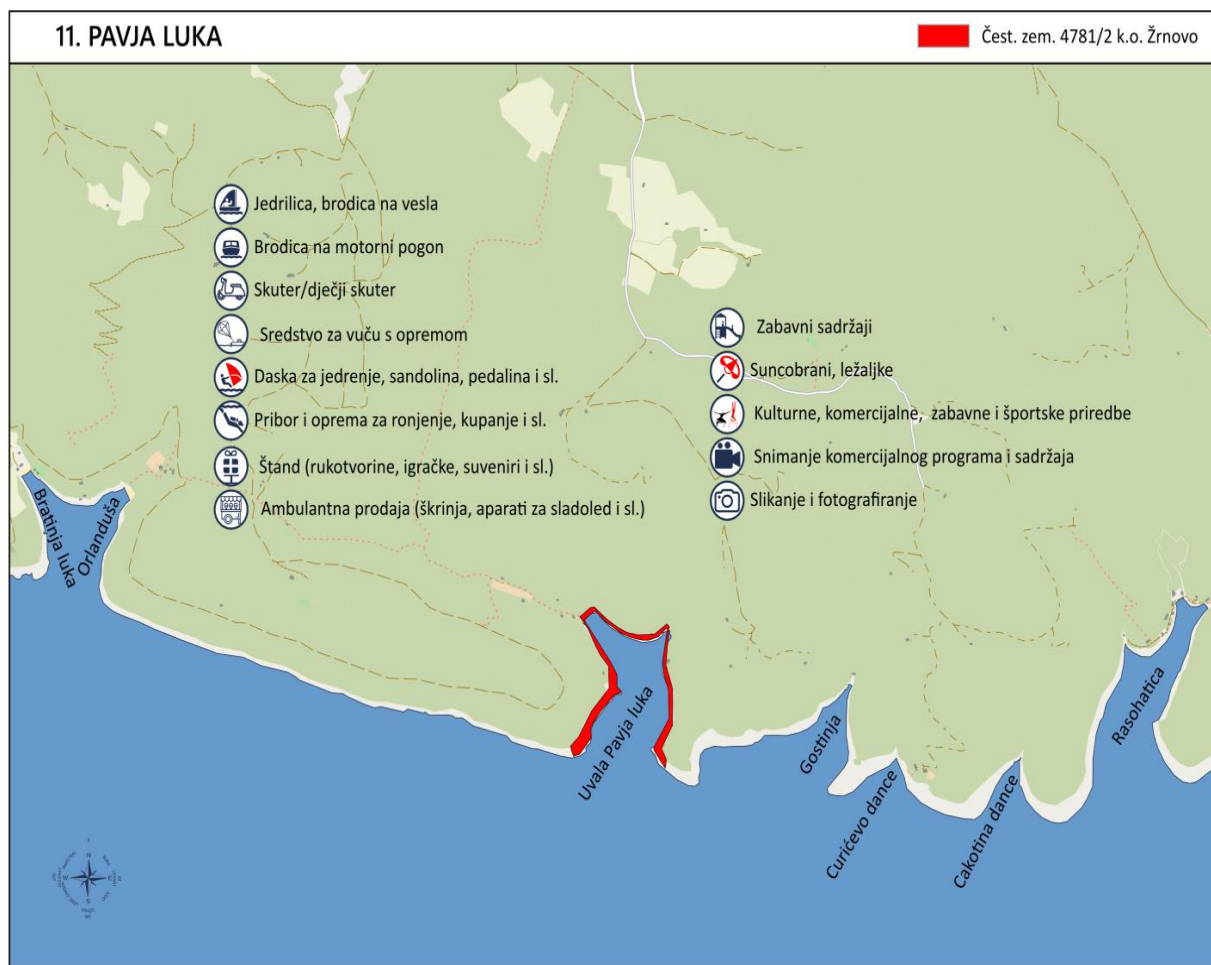 11. PAVJA LUKA
Čest. zem. 4781/2 k.o. Žrnovo
Jedrilica, brodica na vesla
Brodica na motorni pogon
Skuter/dječji skuter
Sredstvo za vuču s opremom
Daska za jedrenje, sandolina, pedalina i sl.
Pribor i oprema za ronjenje, kupanje i sl.
Štand (rukotvorine, igračke, suveniri i sl.)
Ambulantna prodaja (škrinja, aparati za sladoled i sl.)
Zabavni sadržaji
Suncobrani, ležaljke
Kulturne, komercijalne, zabavne i športske priredbe
Snimanje komercijalnog programa i sadržaja
Slikanje i fotografiranje
Bratinja luka
Orlanduša
Uvala Pavja luka
Gostinja
Curićevo dance
Cakotina dance
Rasohatica
N
W
E
S